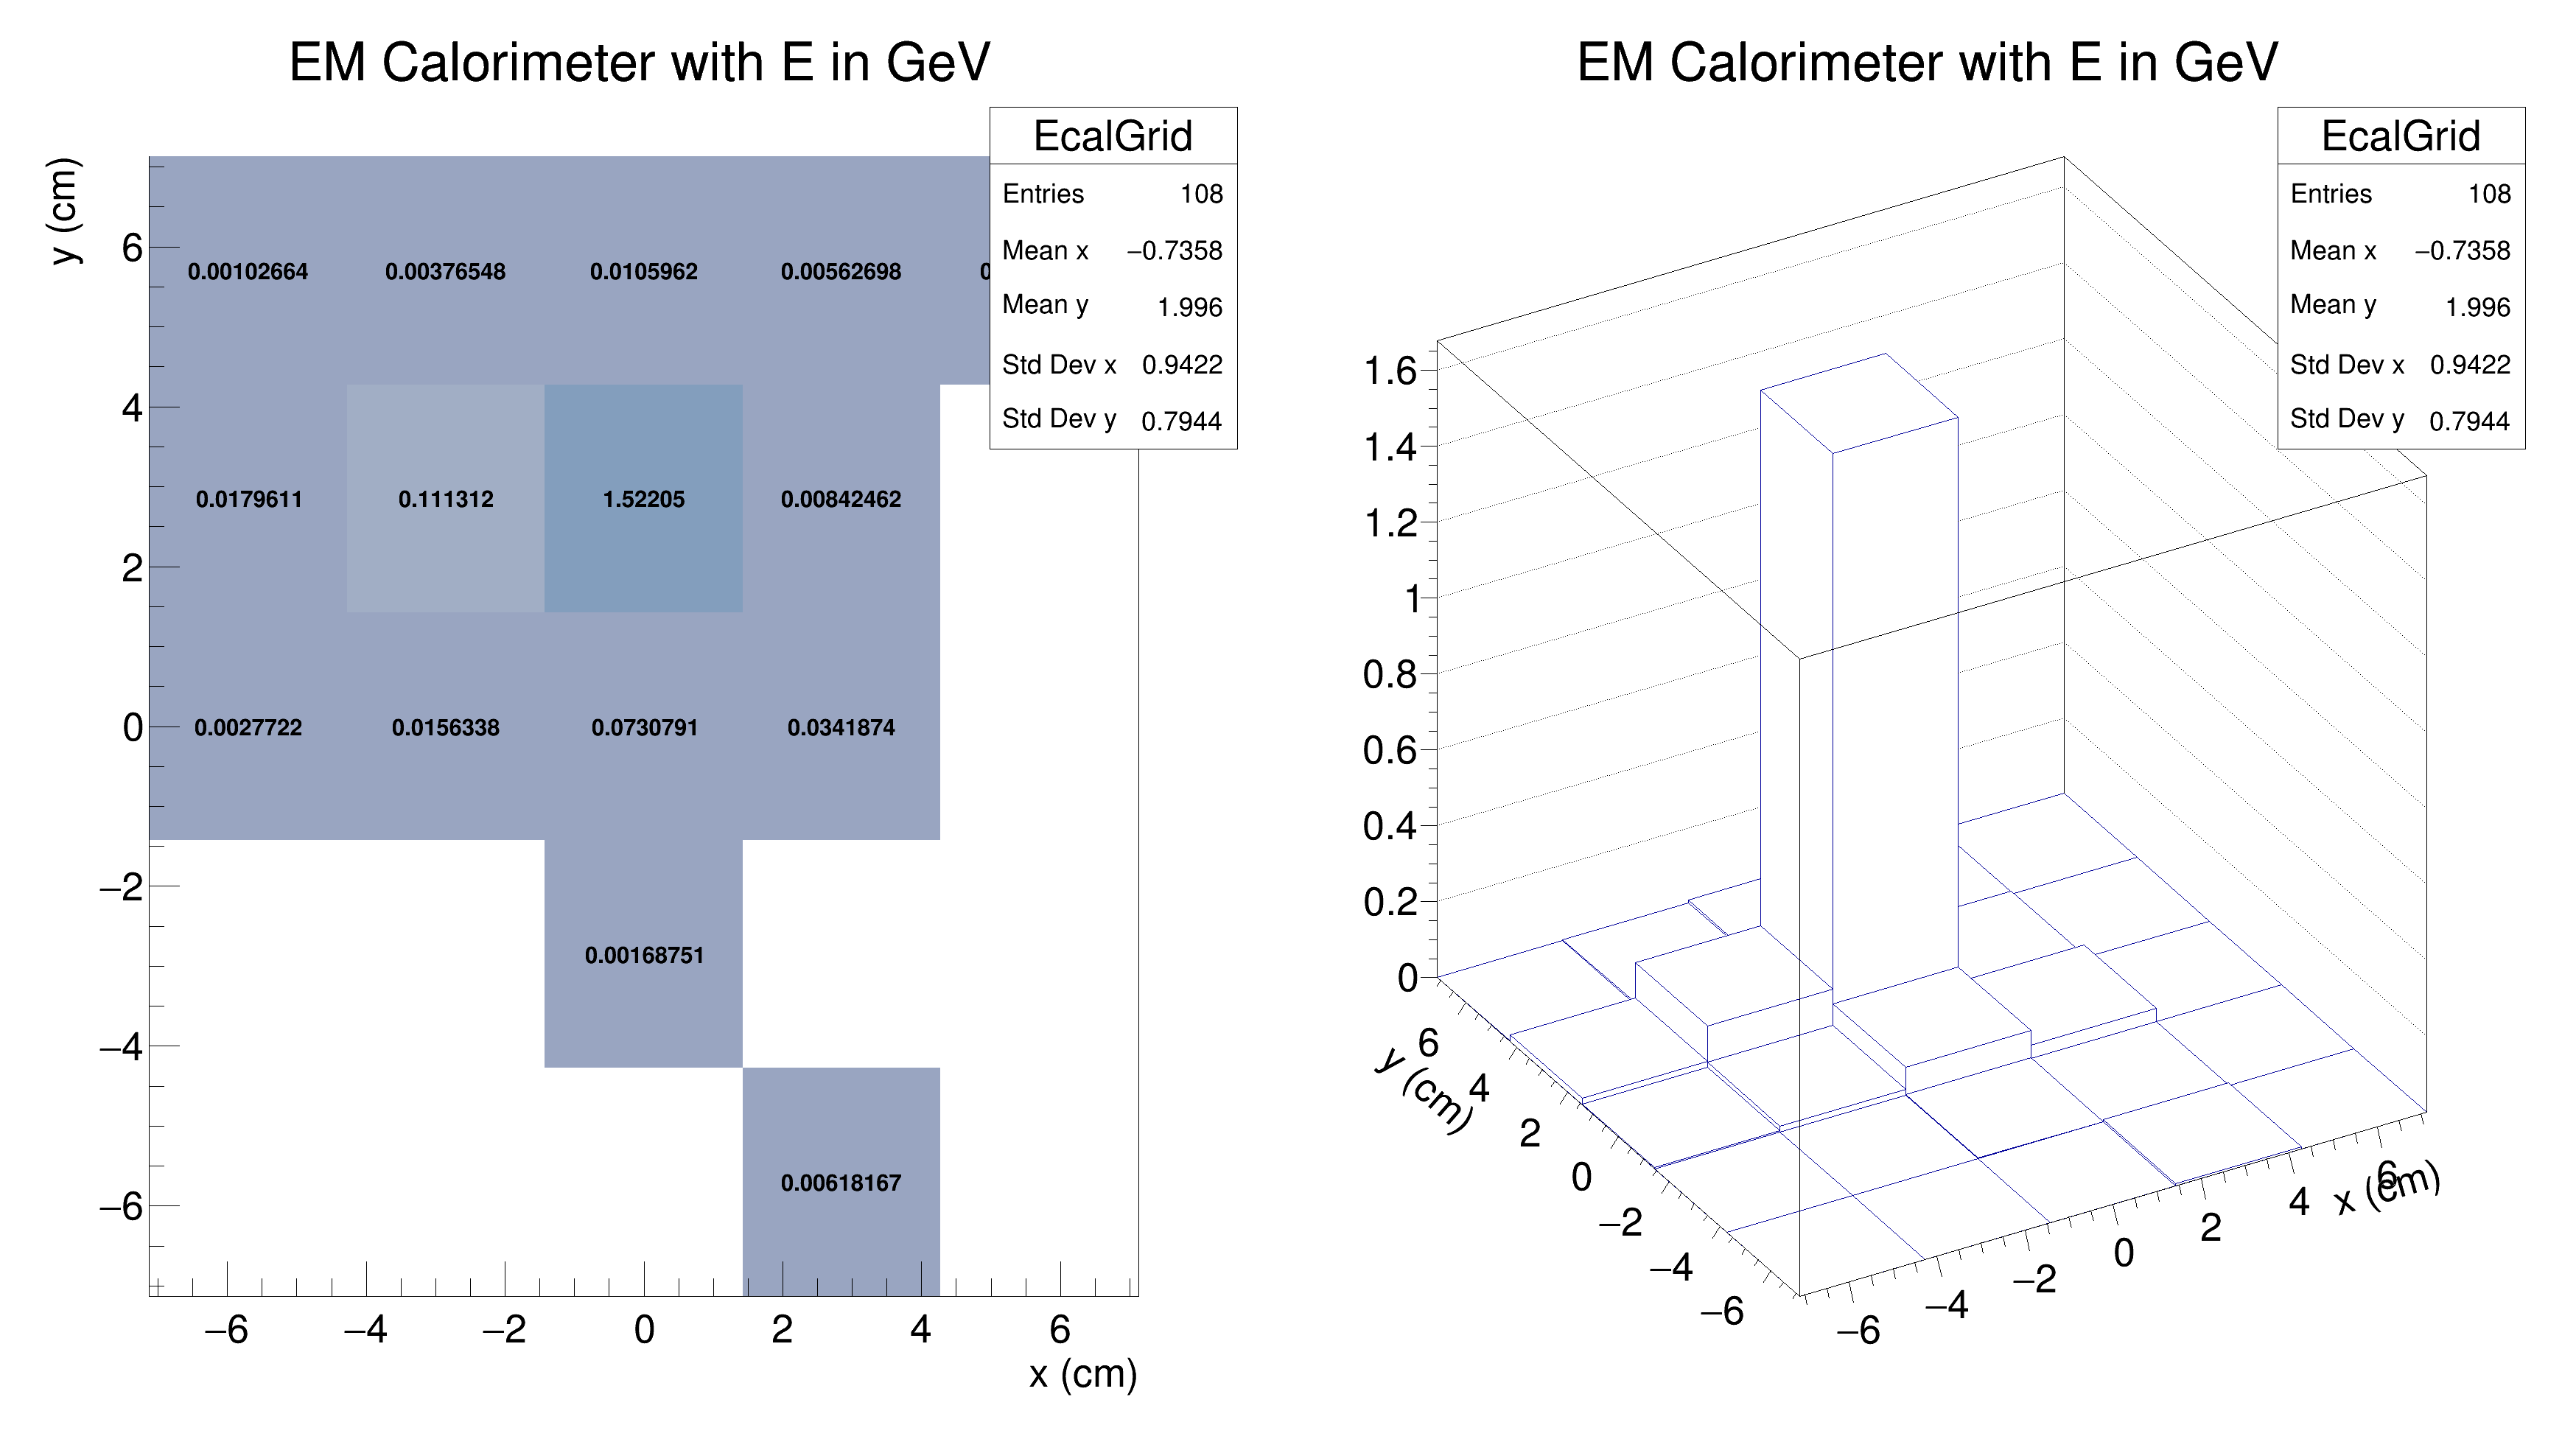 EM Calorimeter with E in GeV
EcalGrid
Entries 108
Mean x −0.7358
Mean y 1.996
Std Dev x 0.9422
Std Dev y 0.7944
y (cm)
6
4
2
0
−2
−4
−6
0.00102664 0.00376548 0.0105962 0.00562698 0
0.0179611 0.111312 1.52205 0.00842462
0.0027722 0.0156338 0.0730791 0.0341874
0.00168751
0.00618167
−6 −4 −2 0 2 4 6
x (cm)
EM Calorimeter with E in GeV
EcalGrid
Entries 108
Mean x −0.7358
Mean y 1.996
Std Dev x 0.9422
Std Dev y 0.7944
1.6
1.4
1.2
1
0.8
0.6
0.4
0.2
0
y (cm)
6
4
2
0
−2
−4
−6
−6 −4 −2 0 2 4 6
x (cm)